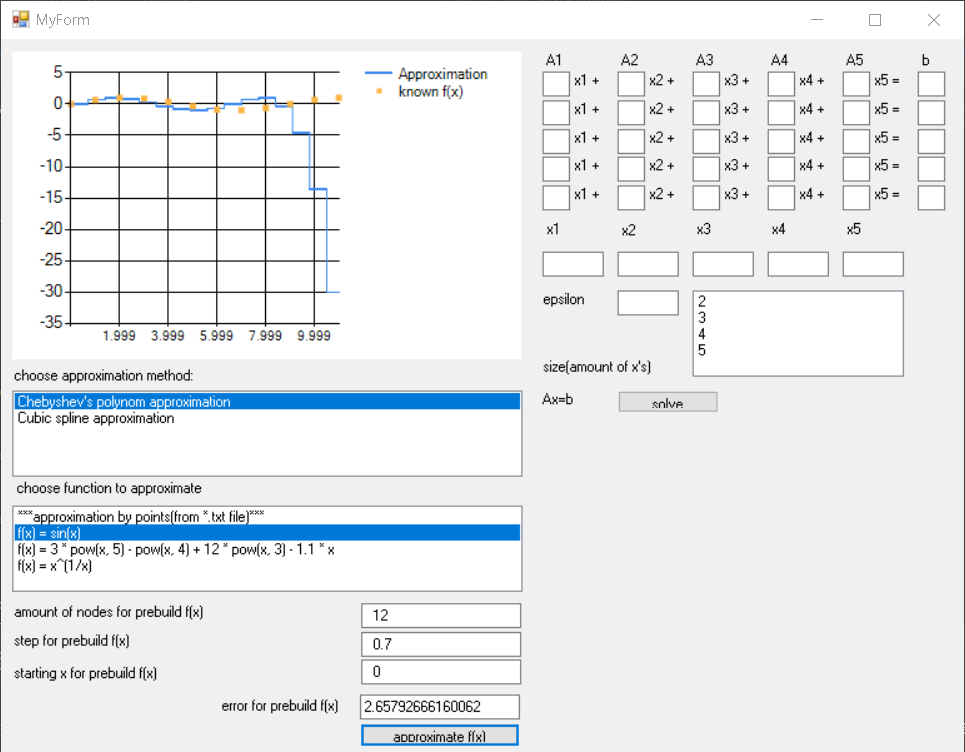 MyForm
5
0
-5
-10
-15
-20
-25
-30
-35
1.999 3.999 5.999 7.999 9.999
Approximation
known f(x)
choose approximation method:
Chebyshev's polynom approximation
Cubic spline approximation
choose function to approximate
***approximation by points(from *.txt file)***
f(x) = sin(x)
f(x) = 3 * pow(x, 5) - pow(x, 4) + 12 * pow(x, 3) - 1.1 * x
f(x) = x^(1/x)
amount of nodes for prebuild f(x) 12
step for prebuild f(x) 0.7
starting x for prebuild f(x) 0
error for prebuild f(x) 2.65792666160062
approximate f(x)
A1 A2 A3 A4 A5 b
x1 + x2 + x3 + x4 + x5 =
x1 + x2 + x3 + x4 + x5 =
x1 + x2 + x3 + x4 + x5 =
x1 + x2 + x3 + x4 + x5 =
x1 + x2 + x3 + x4 + x5 =
x1 x2 x3 x4 x5
epsilon
size(amount of x's)
2
3
4
5
Ax=b solve